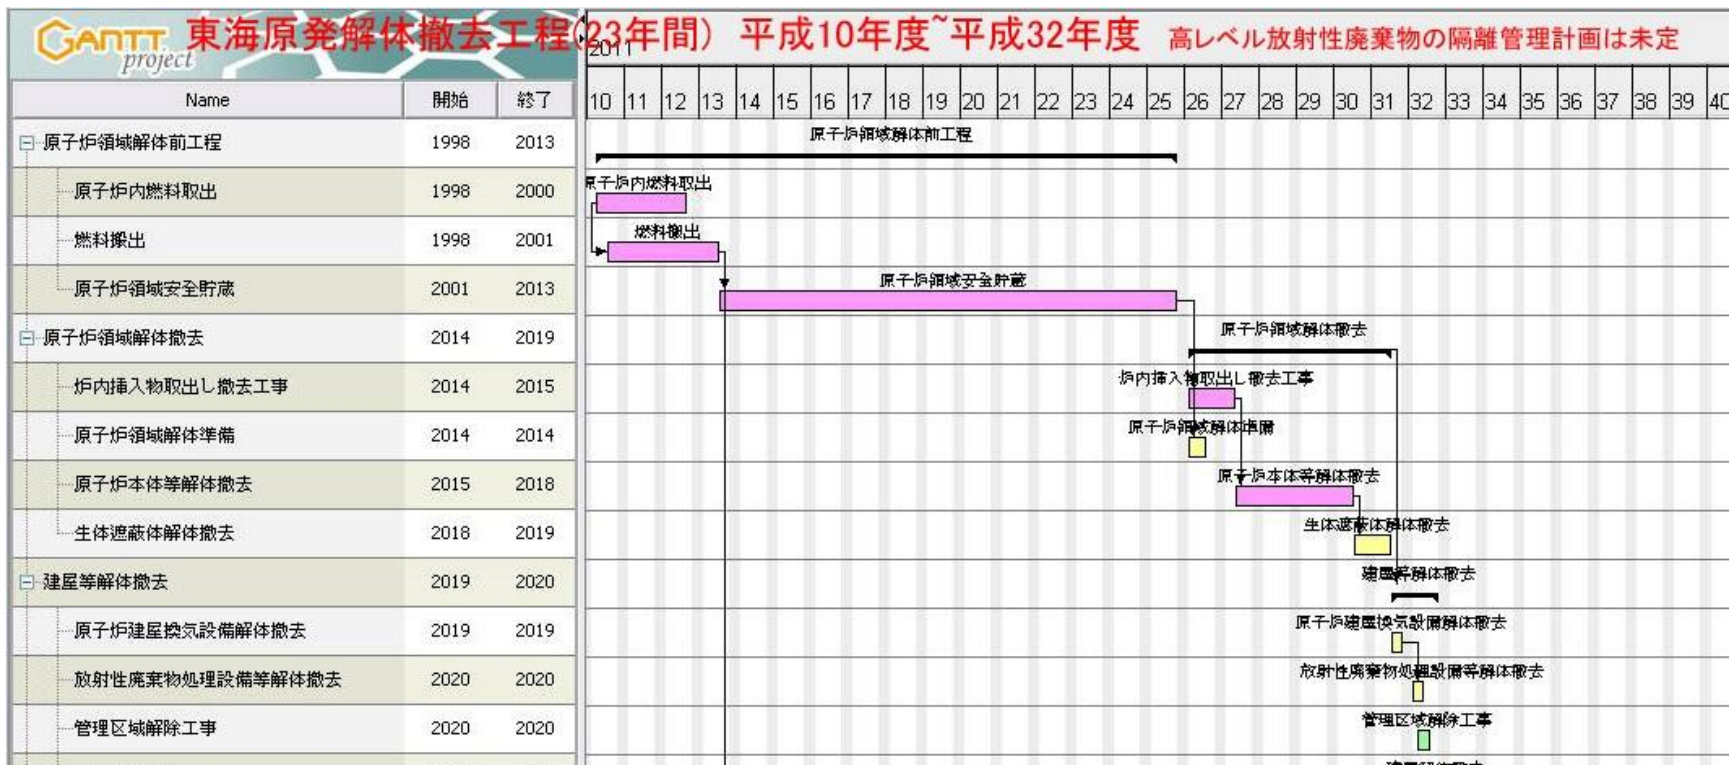 GANTT project
東海原発解体撤去工程(23年間) 平成10年度~平成32年度 高レベル放射性廃棄物の隔離管理計画は未定
2011
Name 開始 終了 10 11 12 13 14 15 16 17 18 19 20 21 22 23 24 25 26 27 28 29 30 31 32 33 34 35 36 37 38 39 40
原子炉領域解体前工程 1998 2013 原子炉領域解体前工程
原子炉内燃料取出 1998 2000 原子炉内燃料取出
燃料搬出 1998 2001 燃料搬出
原子炉領域安全貯蔵 2001 2013 原子炉領域安全貯蔵
原子炉領域解体撤去 2014 2019 原子炉領域解体撤去
炉内挿入物取出し撤去工事 2014 2015 炉内挿入物取出し撤去工事
原子炉領域解体準備 2014 2014 原子炉領域解体準備
原子炉本体等解体撤去 2015 2018 原子炉本体等解体撤去
生体遮蔽体解体撤去 2018 2019 生体遮蔽体解体撤去
建屋等解体撤去 2019 2020 建屋等解体撤去
原子炉建屋換気設備解体撤去 2019 2019 原子炉建屋換気設備解体撤去
放射性廃棄物処理設備等解体撤去 2020 2020 放射性廃棄物処理設備等解体撤去
管理区域解除工事 2020 2020 管理区域解除工事